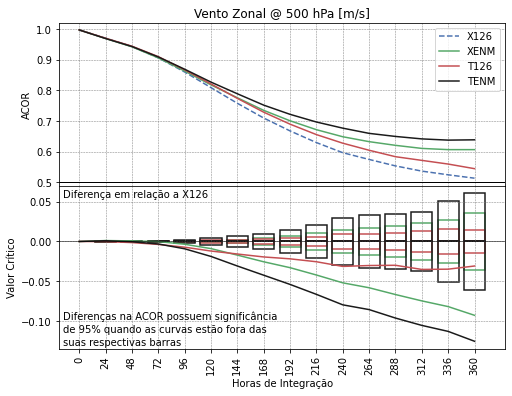 Vento Zonal @ 500 hPa [m/s]
1.0
0.9
0.8
0.7
0.6
0.5
ACOR
X126
XENM
T126
TENM
Diferença em relação a X126
0.05
0.00
−0.05
−0.10
Valor Crítico
Diferenças na ACOR possuem significância
de 95% quando as curvas estão fora das
suas respectivas barras
0 24 48 72 96 120 144 168 192 216 240 264 288 312 336 360
Horas de Integração